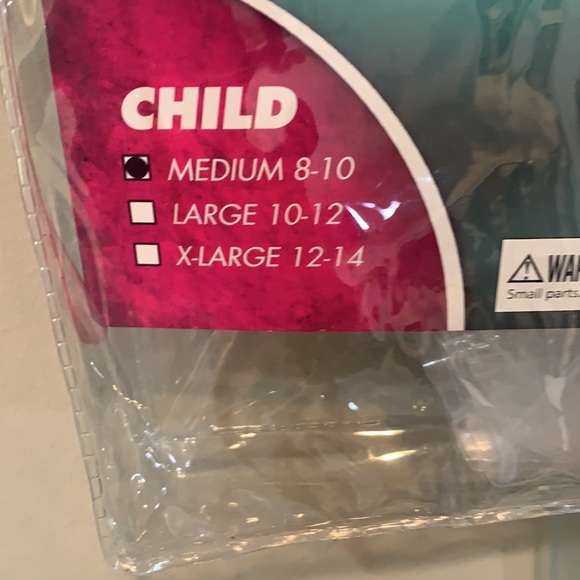 CHILD
MEDIUM 8-10
LARGE 10-12
X-LARGE 12-14
Small parts.